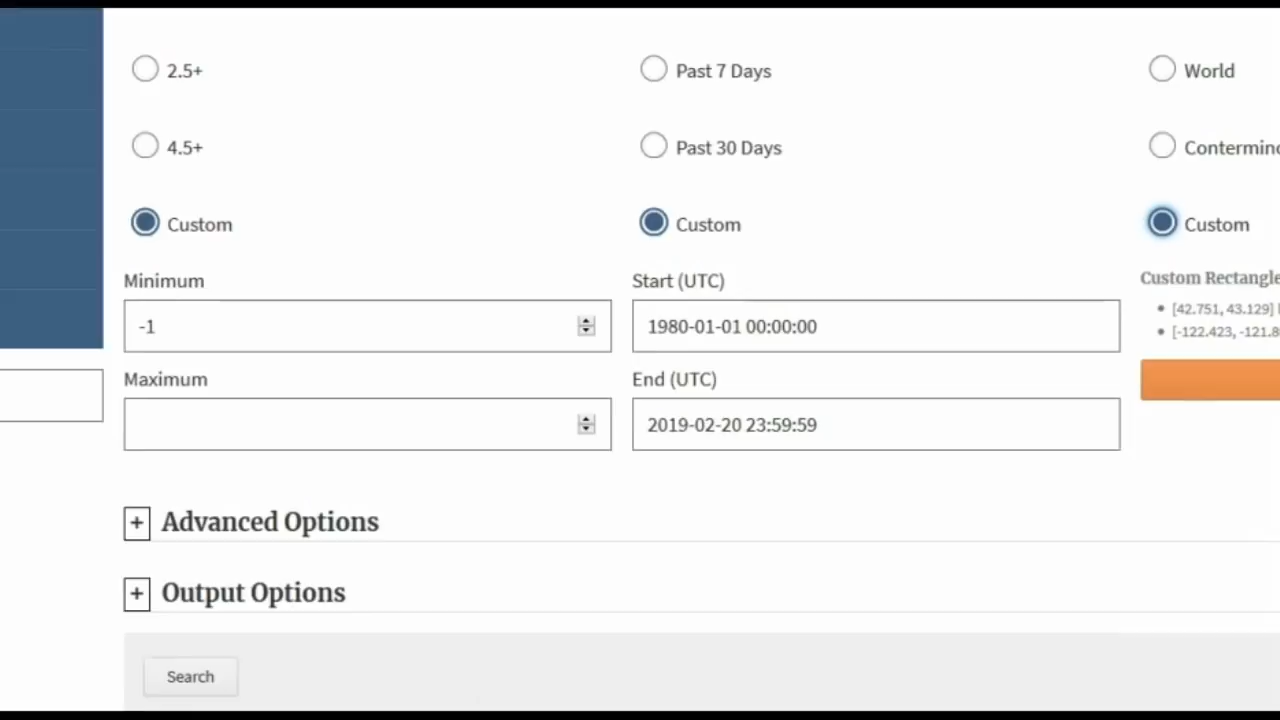 2.5+
Past 7 Days
World
4.5+
Past 30 Days
Custom
Custom
Custom
Minimum
Start (UTC)
Custom Rectangle
-1
1980-01-01 00:00:00
[42.751, 43.129]
[-122.423, -121.8
Maximum
End (UTC)
2019-02-20 23:59:59
+ Advanced Options
+ Output Options
Search